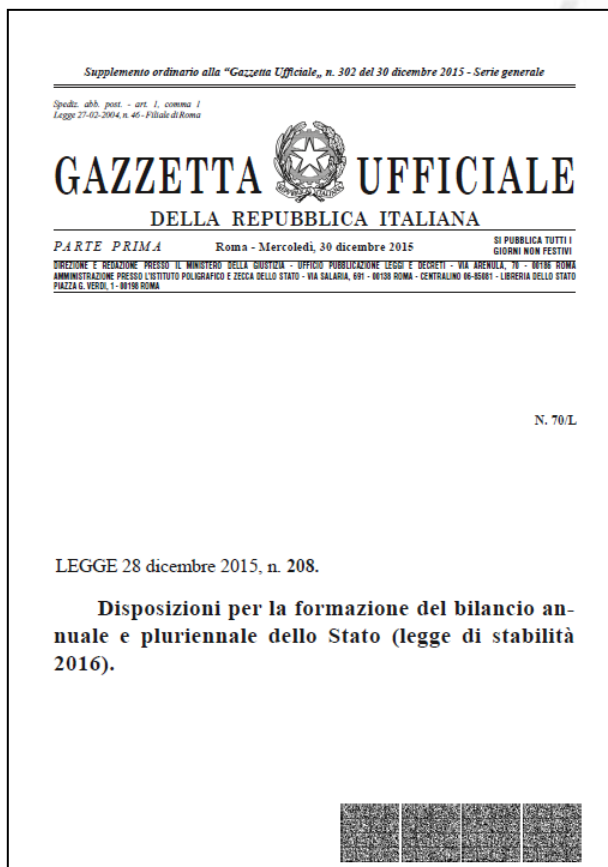 Supplemento ordinario alla “Gazzetta Ufficiale„ n. 302 del 30 dicembre 2015 - Serie generale
Spediz. abb. post. - art. 1, comma 1
Legge 27-02-2004, n. 46 - Filiale di Roma
GAZZETTA UFFICIALE
DELLA REPUBBLICA ITALIANA
PARTE PRIMA Roma - Mercoledì, 30 dicembre 2015 SI PUBBLICA TUTTI I
GIORNI NON FESTIVI
DIREZIONE E REDAZIONE PRESSO IL MINISTERO DELLA GIUSTIZIA - UFFICIO PUBBLICAZIONE LEGGI E DECRETI - VIA ARENULA, 70 - 00186 ROMA
AMMINISTRAZIONE PRESSO L'ISTITUTO POLIGRAFICO E ZECCA DELLO STATO - VIA SALARIA, 691 - 00138 ROMA - CENTRALINO 06-85081 - LIBRERIA DELLO STATO
PIAZZA G. VERDI, 1 - 00198 ROMA
N. 70/L
LEGGE 28 dicembre 2015, n. 208.
Disposizioni per la formazione del bilancio an-
nuale e pluriennale dello Stato (legge di stabilità
2016).